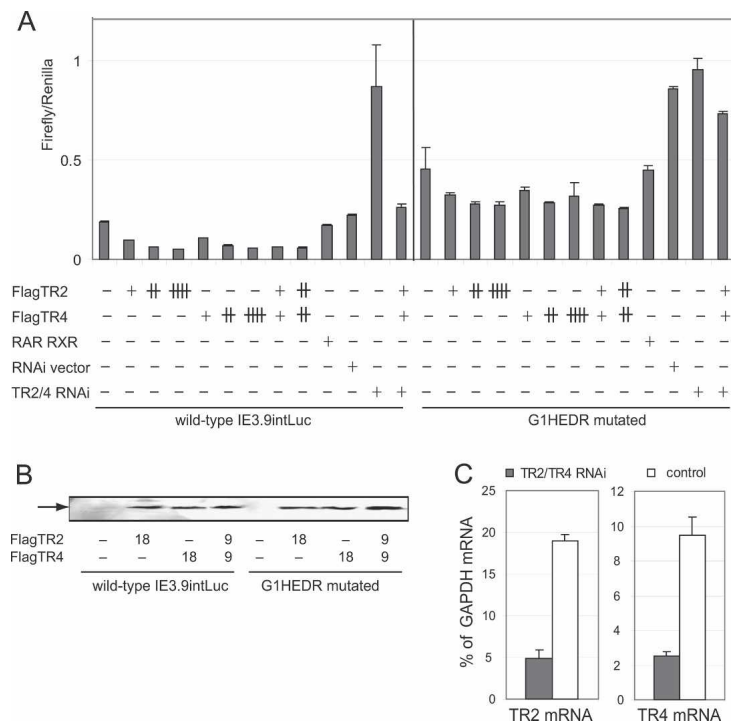 A
Firefly/Renilla
1
0.5
0
FlagTR2 – + ++ ++++ – – – + ++ – – – + – + ++ ++++ – – – + ++ – – – +
FlagTR4 – – – – + ++ ++++ + ++ – – – + – – – – + ++ ++++ + ++ – – – +
RAR RXR – – – – – – – – – + – – – – – – – – – – – – + – – –
RNAi vector – – – – – – – – – – + – – – – – – – – – – – – + – –
TR2/4 RNAi – – – – – – – – – – – + + – – – – – – – – – – – + +
wild-type IE3.9intLuc G1HEDR mutated
B
FlagTR2 – 18 – 9 – 18 – 9
FlagTR4 – – 18 9 – – 18 9
wild-type IE3.9intLuc G1HEDR mutated
C
TR2/TR4 RNAi control
% of GAPDH mRNA
25
20
15
10
5
0
TR2 mRNA
12
10
8
6
4
2
0
TR4 mRNA